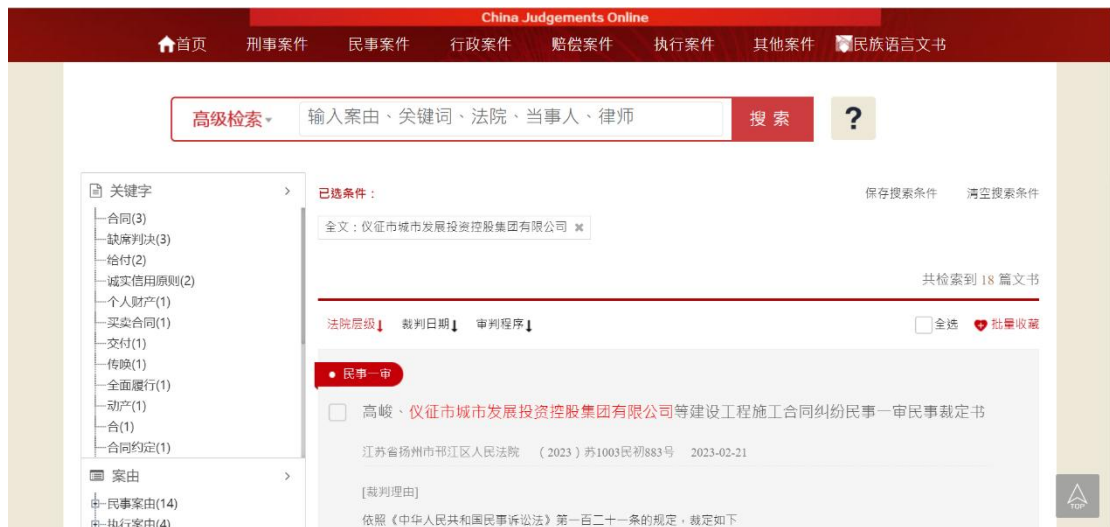 China Judgements Online
首页 刑事案件 民事案件 行政案件 赔偿案件 执行案件 其他案件 民族语言文书
高级检索 输入案由、关键词、法院、当事人、律师 搜索 ?
关键字 >
合同(3)
缺席判决(3)
给付(2)
诚实信用原则(2)
个人财产(1)
买卖合同(1)
交付(1)
传唤(1)
全面履行(1)
动产(1)
合(1)
合同约定(1)
案由 >
民事案由(14)
执行案由(4)
已选条件：
保存搜索条件 清空搜索条件
全文：仪征市城市发展投资控股集团有限公司 ×
共检索到 18 篇文书
法院层级 裁判日期 审判程序
全选 批量收藏
民事一审
高峻、仪征市城市发展投资控股集团有限公司等建设工程施工合同纠纷民事一审民事裁定书
江苏省扬州市邗江区人民法院 （2023）苏1003民初883号 2023-02-21
[裁判理由]
依照《中华人民共和国民事诉讼法》第一百二十一条的规定，裁定如下
TOP